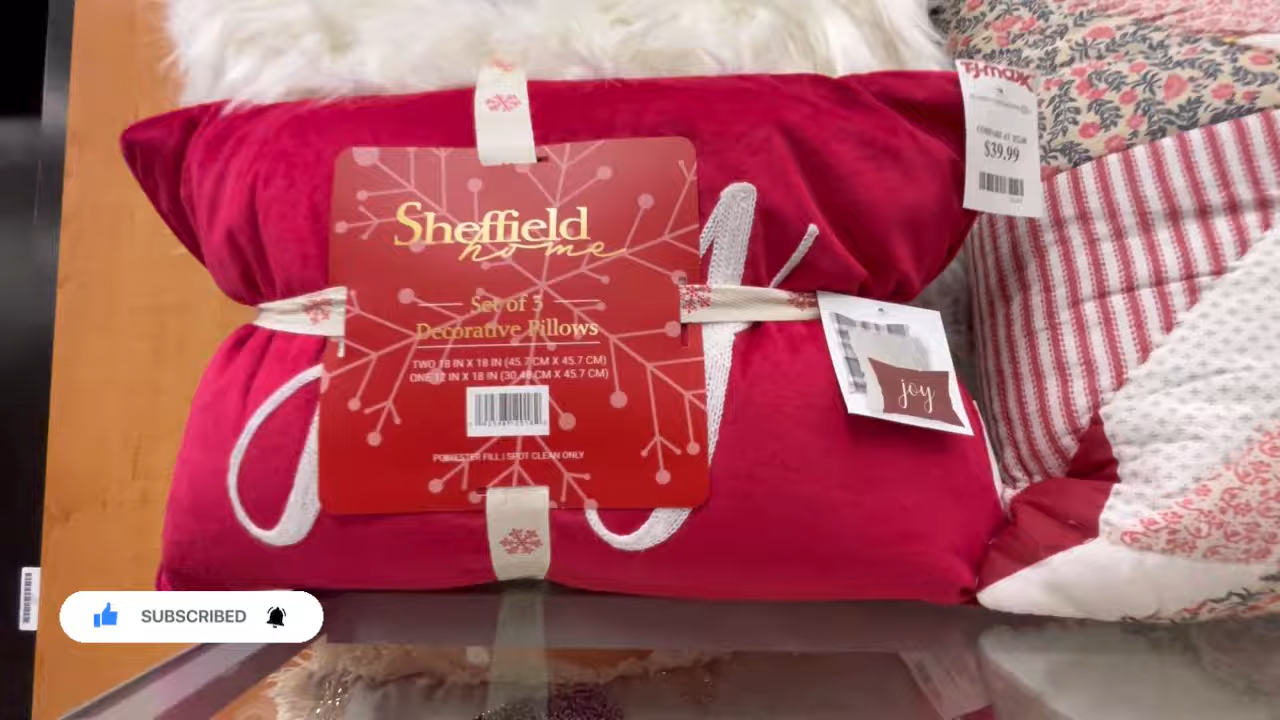 TJ·maxx
COMPARE AT
$39.99
Sheffield
home
Set of 3
Decorative Pillows
TWO 18 IN X 18 IN (45.7 CM X 45.7 CM)
ONE 12 IN X 18 IN (30.48 CM X 45.7 CM)
POLYESTER FILL | SPOT CLEAN ONLY
joy
SUBSCRIBED